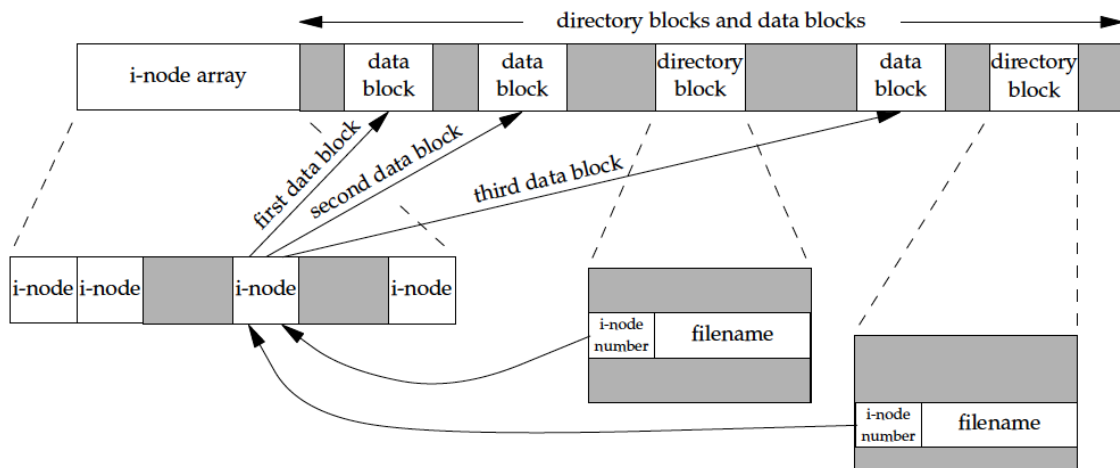 directory blocks and data blocks
i-node array
data
block
data
block
directory
block
data
block
directory
block
first data block
second data block
third data block
i-node
i-node
i-node
i-node
i-node
number
filename
i-node
number
filename